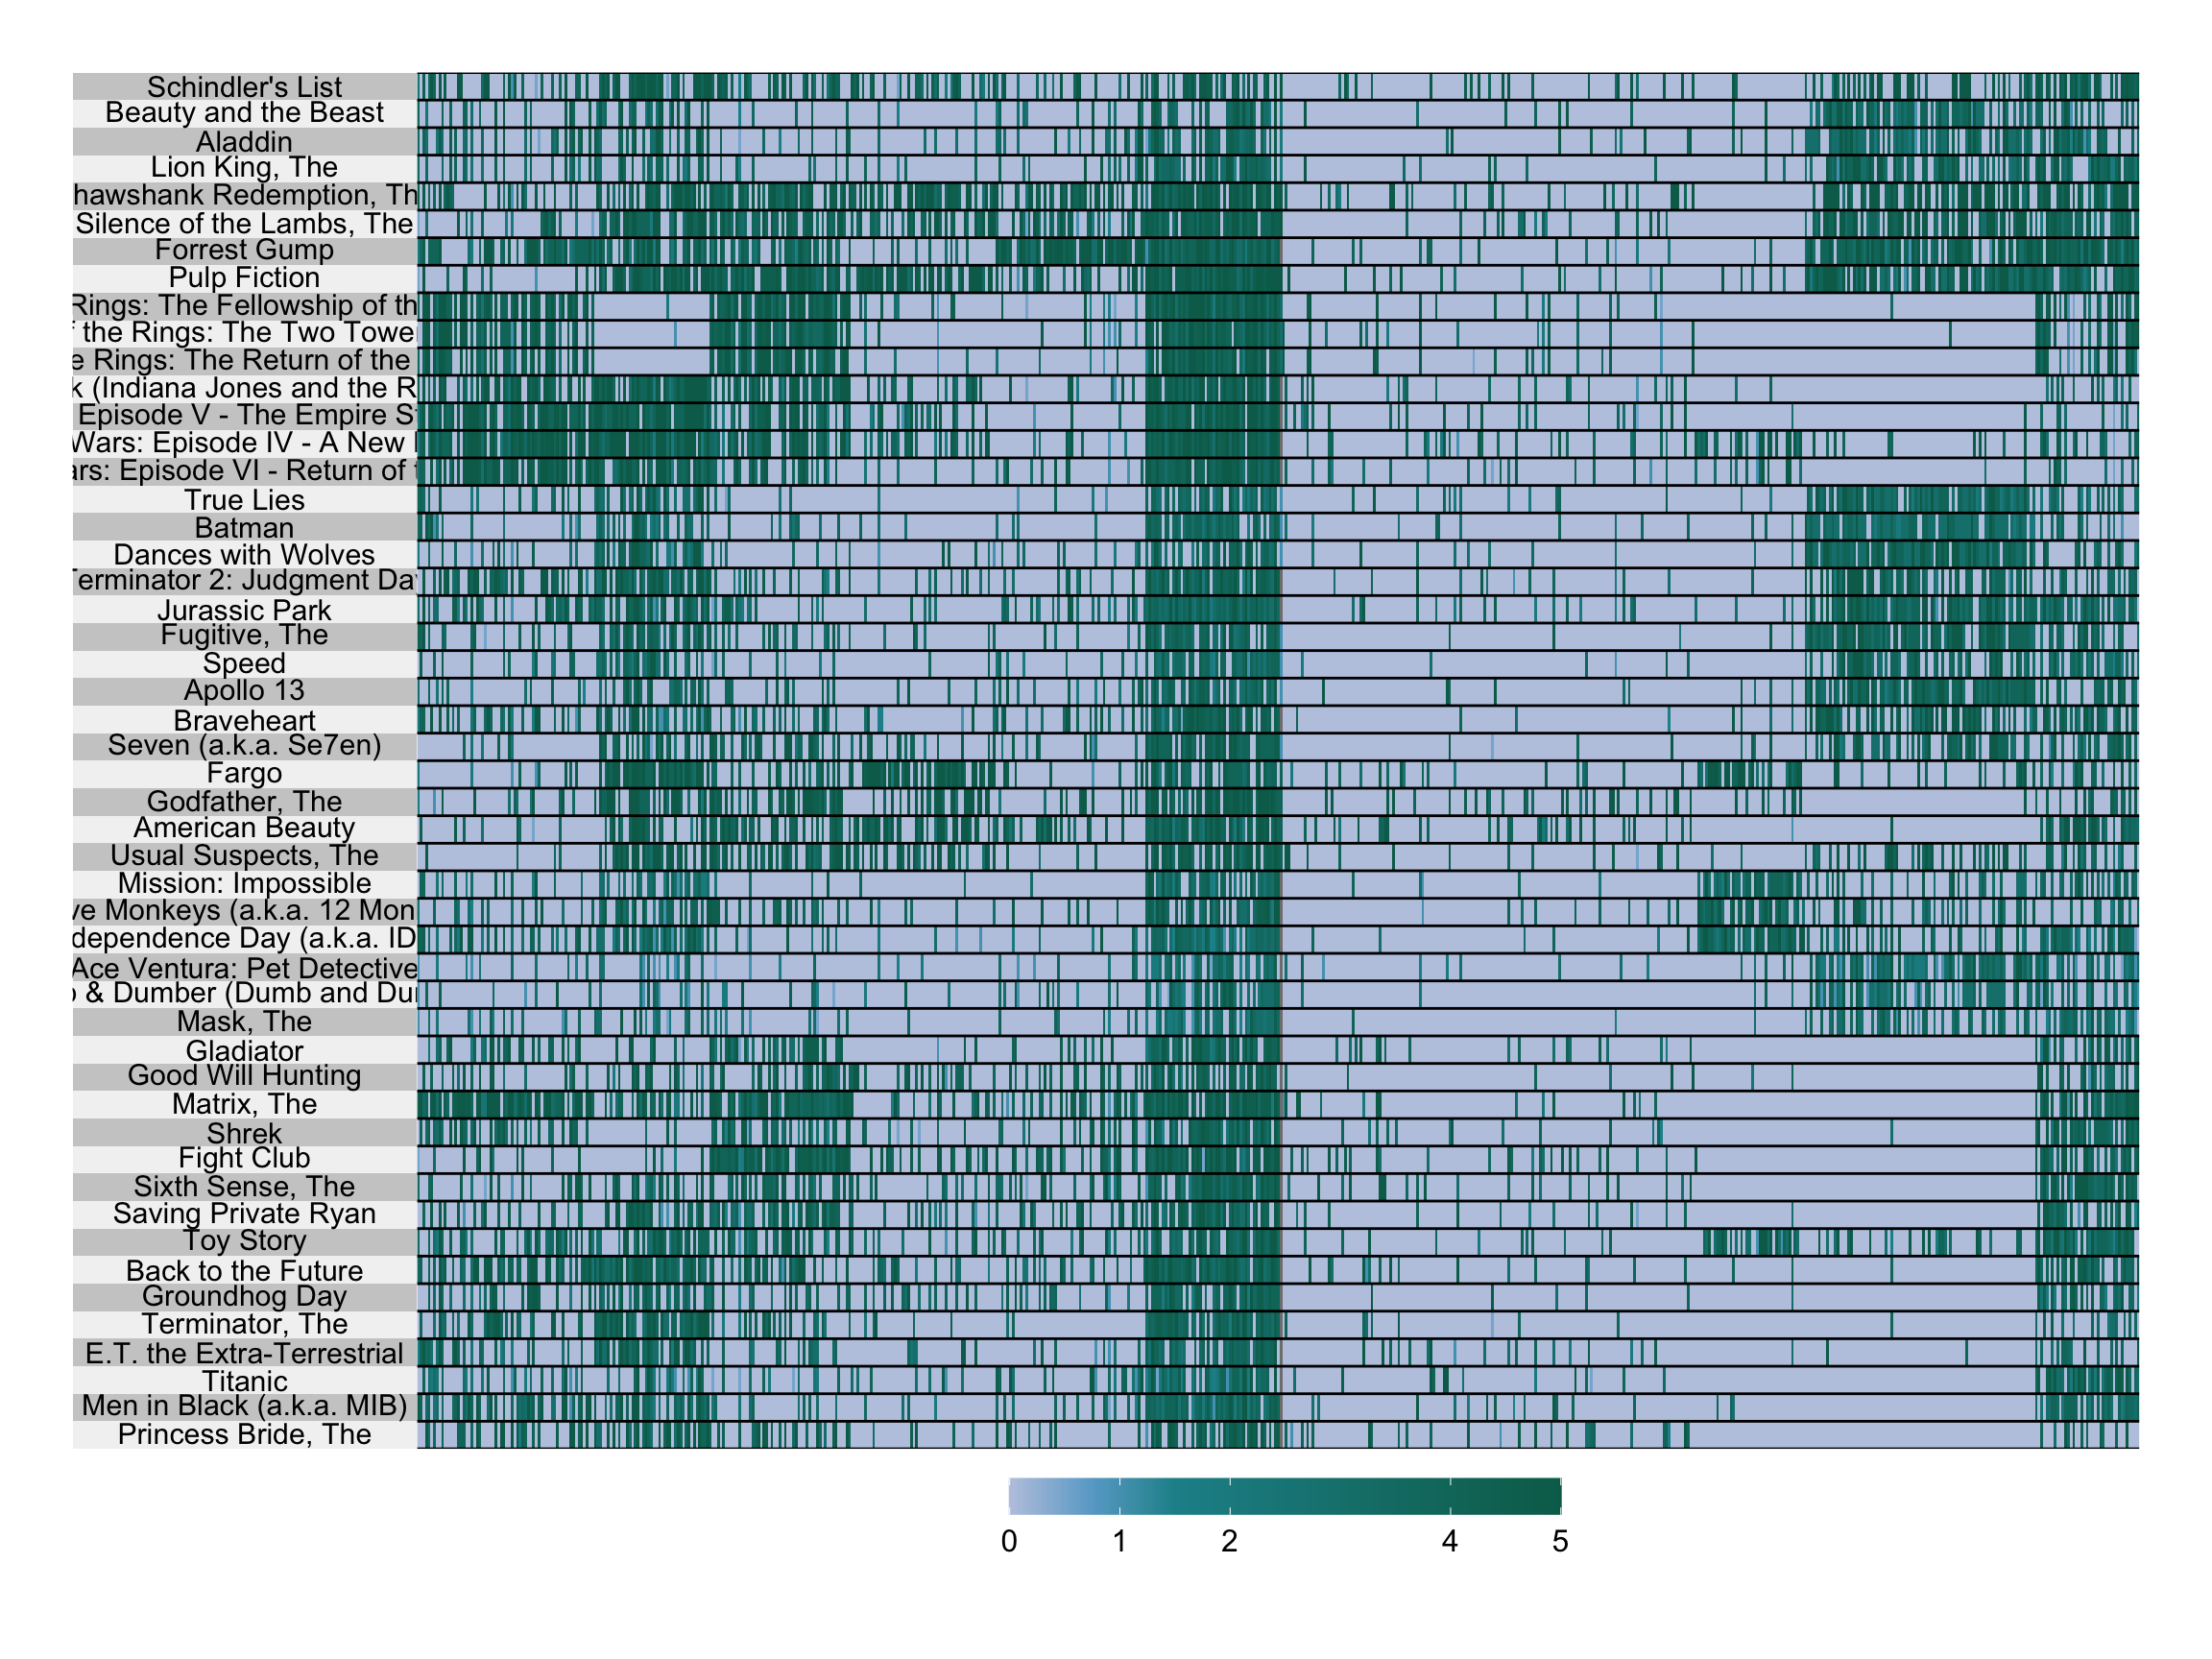 Schindler's List
Beauty and the Beast
Aladdin
Lion King, The
hawshank Redemption, Th
Silence of the Lambs, The
Forrest Gump
Pulp Fiction
Rings: The Fellowship of th
f the Rings: The Two Tower
e Rings: The Return of the
k (Indiana Jones and the R
Episode V - The Empire St
Wars: Episode IV - A New
ars: Episode VI - Return of t
True Lies
Batman
Dances with Wolves
Terminator 2: Judgment Day
Jurassic Park
Fugitive, The
Speed
Apollo 13
Braveheart
Seven (a.k.a. Se7en)
Fargo
Godfather, The
American Beauty
Usual Suspects, The
Mission: Impossible
ve Monkeys (a.k.a. 12 Mon
dependence Day (a.k.a. ID
Ace Ventura: Pet Detective
& Dumber (Dumb and Du
Mask, The
Gladiator
Good Will Hunting
Matrix, The
Shrek
Fight Club
Sixth Sense, The
Saving Private Ryan
Toy Story
Back to the Future
Groundhog Day
Terminator, The
E.T. the Extra-Terrestrial
Titanic
Men in Black (a.k.a. MIB)
Princess Bride, The
0 1 2 4 5